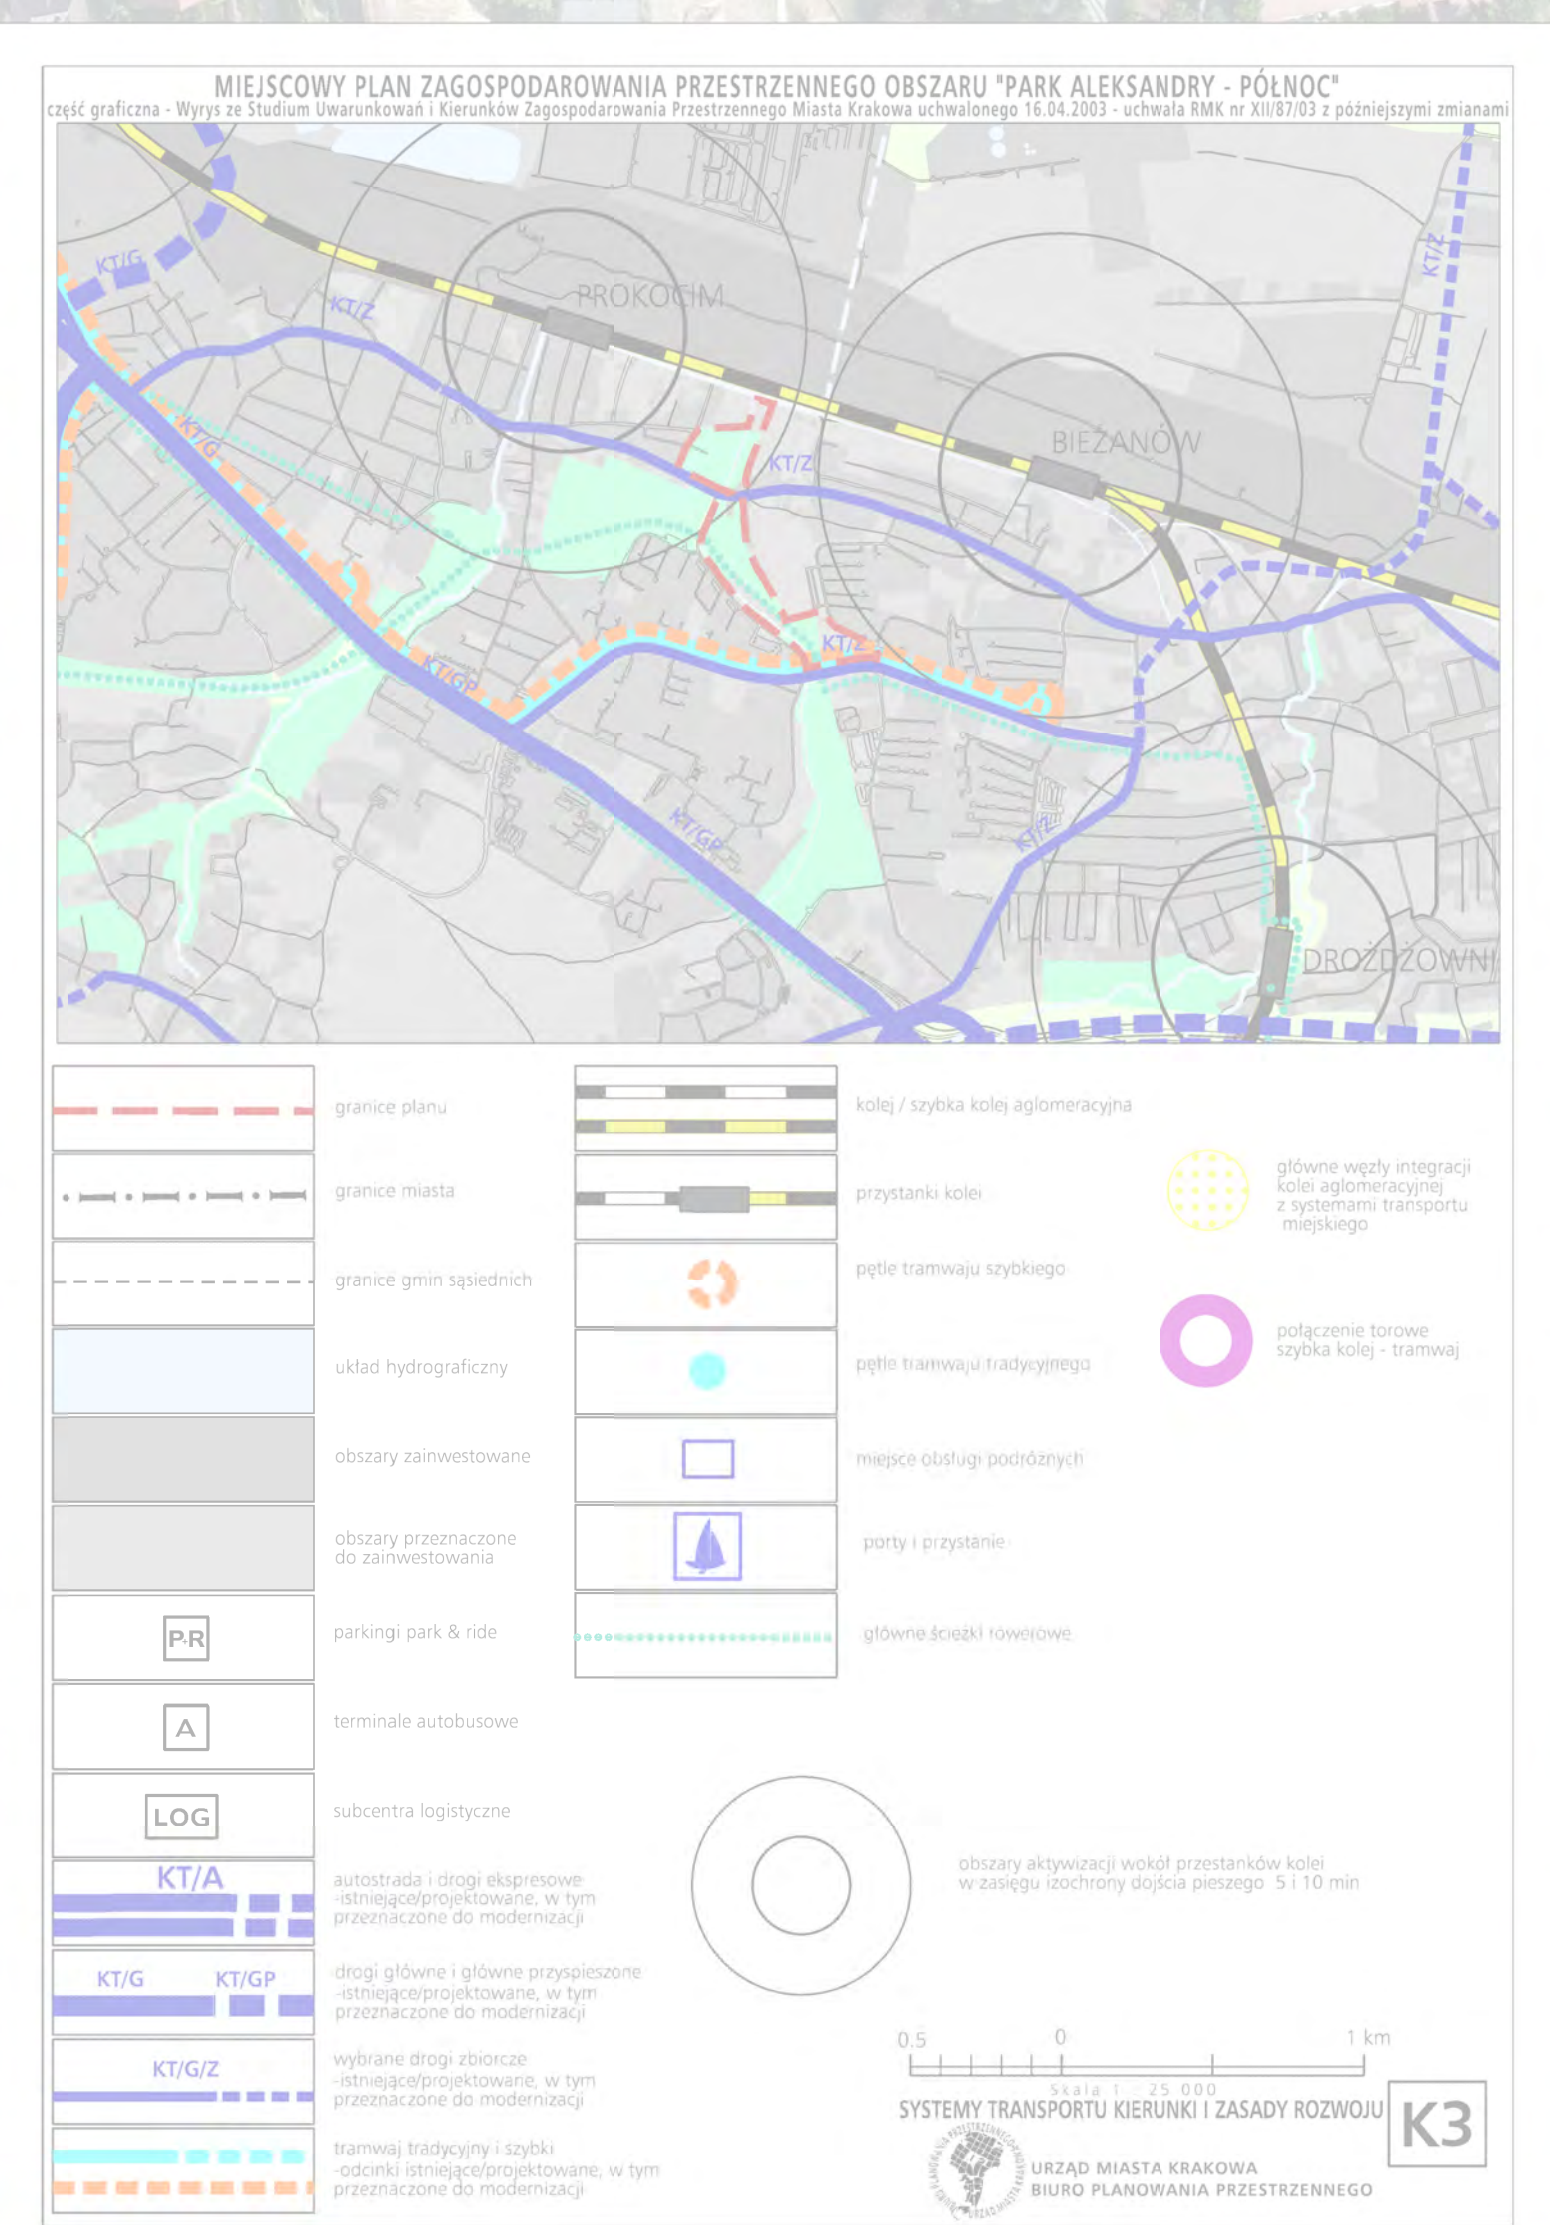 MIEJSCOWY PLAN ZAGOSPODAROWANIA PRZESTRZENNEGO OBSZARU "PARK ALEKSANDRY - PÓŁNOC"
część graficzna - Wyrys ze Studium Uwarunkowań i Kierunków Zagospodarowania Przestrzennego Miasta Krakowa uchwalonego 16.04.2003 - uchwała RMK nr XII/87/03 z późniejszymi zmianami
KT/G
KT/Z
PROKOCIM
KT/Z
KT/G
KT/Z
BIEŻANÓW
KT/Z
KT/GP
KT/GP
KT/Z
DROŻDŻOWNI
granice planu
granice miasta
granice gmin sąsiednich
układ hydrograficzny
obszary zainwestowane
obszary przeznaczone
do zainwestowania
P+R
parkingi park & ride
A
terminale autobusowe
LOG
subcentra logistyczne
KT/A
autostrada i drogi ekspresowe
-istniejące/projektowane, w tym
przeznaczone do modernizacji
KT/G KT/GP
drogi główne i główne przyspieszone
-istniejące/projektowane, w tym
przeznaczone do modernizacji
KT/G/Z
wybrane drogi zbiorcze
-istniejące/projektowane, w tym
przeznaczone do modernizacji
tramwaj tradycyjny i szybki
-odcinki istniejące/projektowane, w tym
przeznaczone do modernizacji
kolej / szybka kolej aglomeracyjna
przystanki kolei
pętle tramwaju szybkiego
pętle tramwaju tradycyjnego
miejsce obsługi podróżnych
porty i przystanie
główne ścieżki rowerowe
główne węzły integracji
kolei aglomeracyjnej
z systemami transportu
miejskiego
połączenie torowe
szybka kolej - tramwaj
obszary aktywizacji wokół przestanków kolei
w zasięgu izochrony dojścia pieszego 5 i 10 min
0.5 0 1 km
Skala 1 : 25 000
SYSTEMY TRANSPORTU KIERUNKI I ZASADY ROZWOJU
K3
URZĄD MIASTA KRAKOWA
BIURO PLANOWANIA PRZESTRZENNEGO